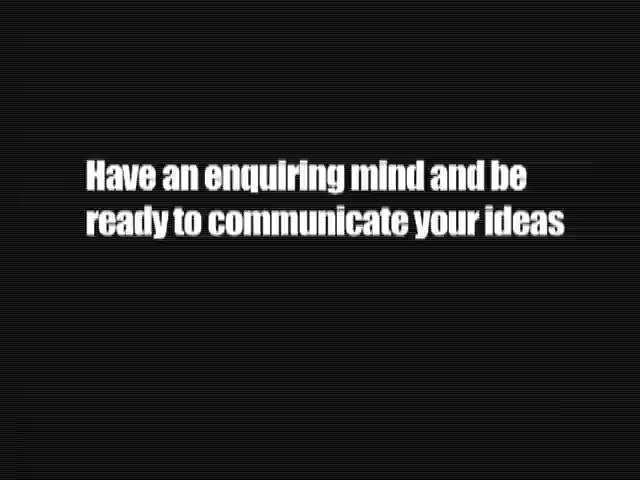 Have an enquiring mind and be
ready to communicate your ideas